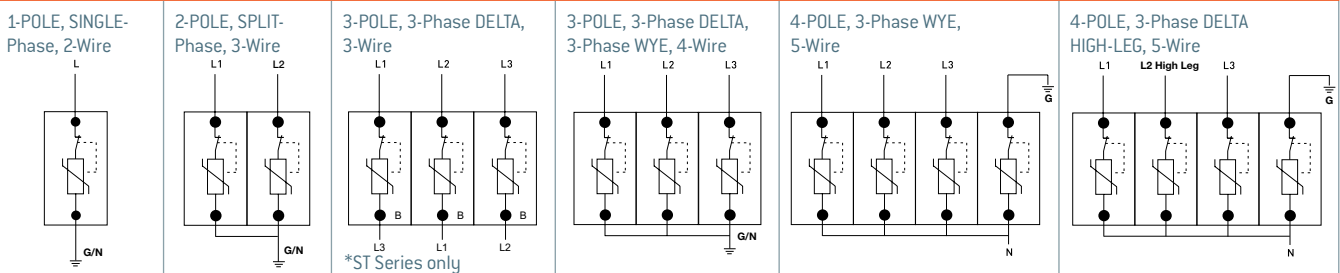 1-POLE, SINGLE-
Phase, 2-Wire
L
G/N
2-POLE, SPLIT-
Phase, 3-Wire
L1 L2
G/N
3-POLE, 3-Phase DELTA,
3-Wire
L1 L2 L3
B B B
L3 L1 L2
*ST Series only
3-POLE, 3-Phase DELTA,
3-Phase WYE, 4-Wire
L1 L2 L3
G/N
4-POLE, 3-Phase WYE,
5-Wire
L1 L2 L3
G
N
4-POLE, 3-Phase DELTA
HIGH-LEG, 5-Wire
L1 L2 High Leg L3
G
N